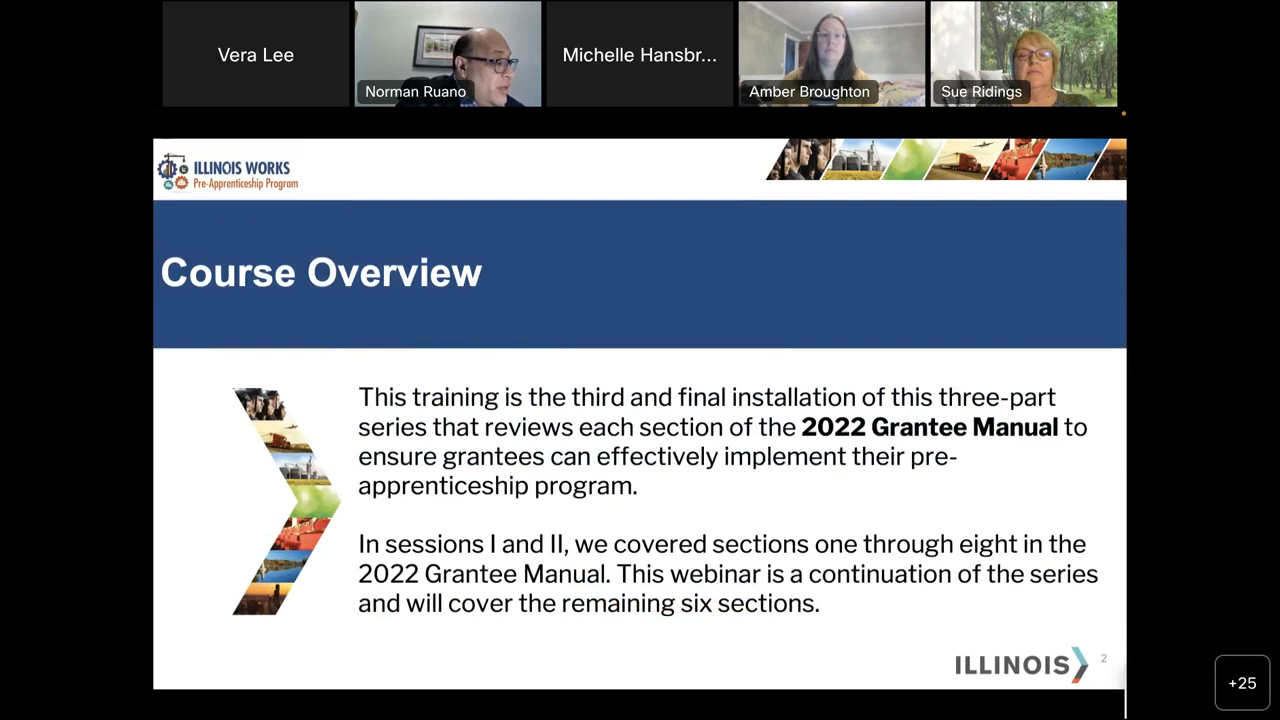 Vera Lee
Norman Ruano
Michelle Hansbr...
Amber Broughton
Sue Ridings
ILLINOIS WORKS
Pre-Apprenticeship Program
Course Overview
This training is the third and final installation of this three-part
series that reviews each section of the 2022 Grantee Manual to
ensure grantees can effectively implement their pre-
apprenticeship program.
In sessions I and II, we covered sections one through eight in the
2022 Grantee Manual. This webinar is a continuation of the series
and will cover the remaining six sections.
ILLINOIS
2
+25